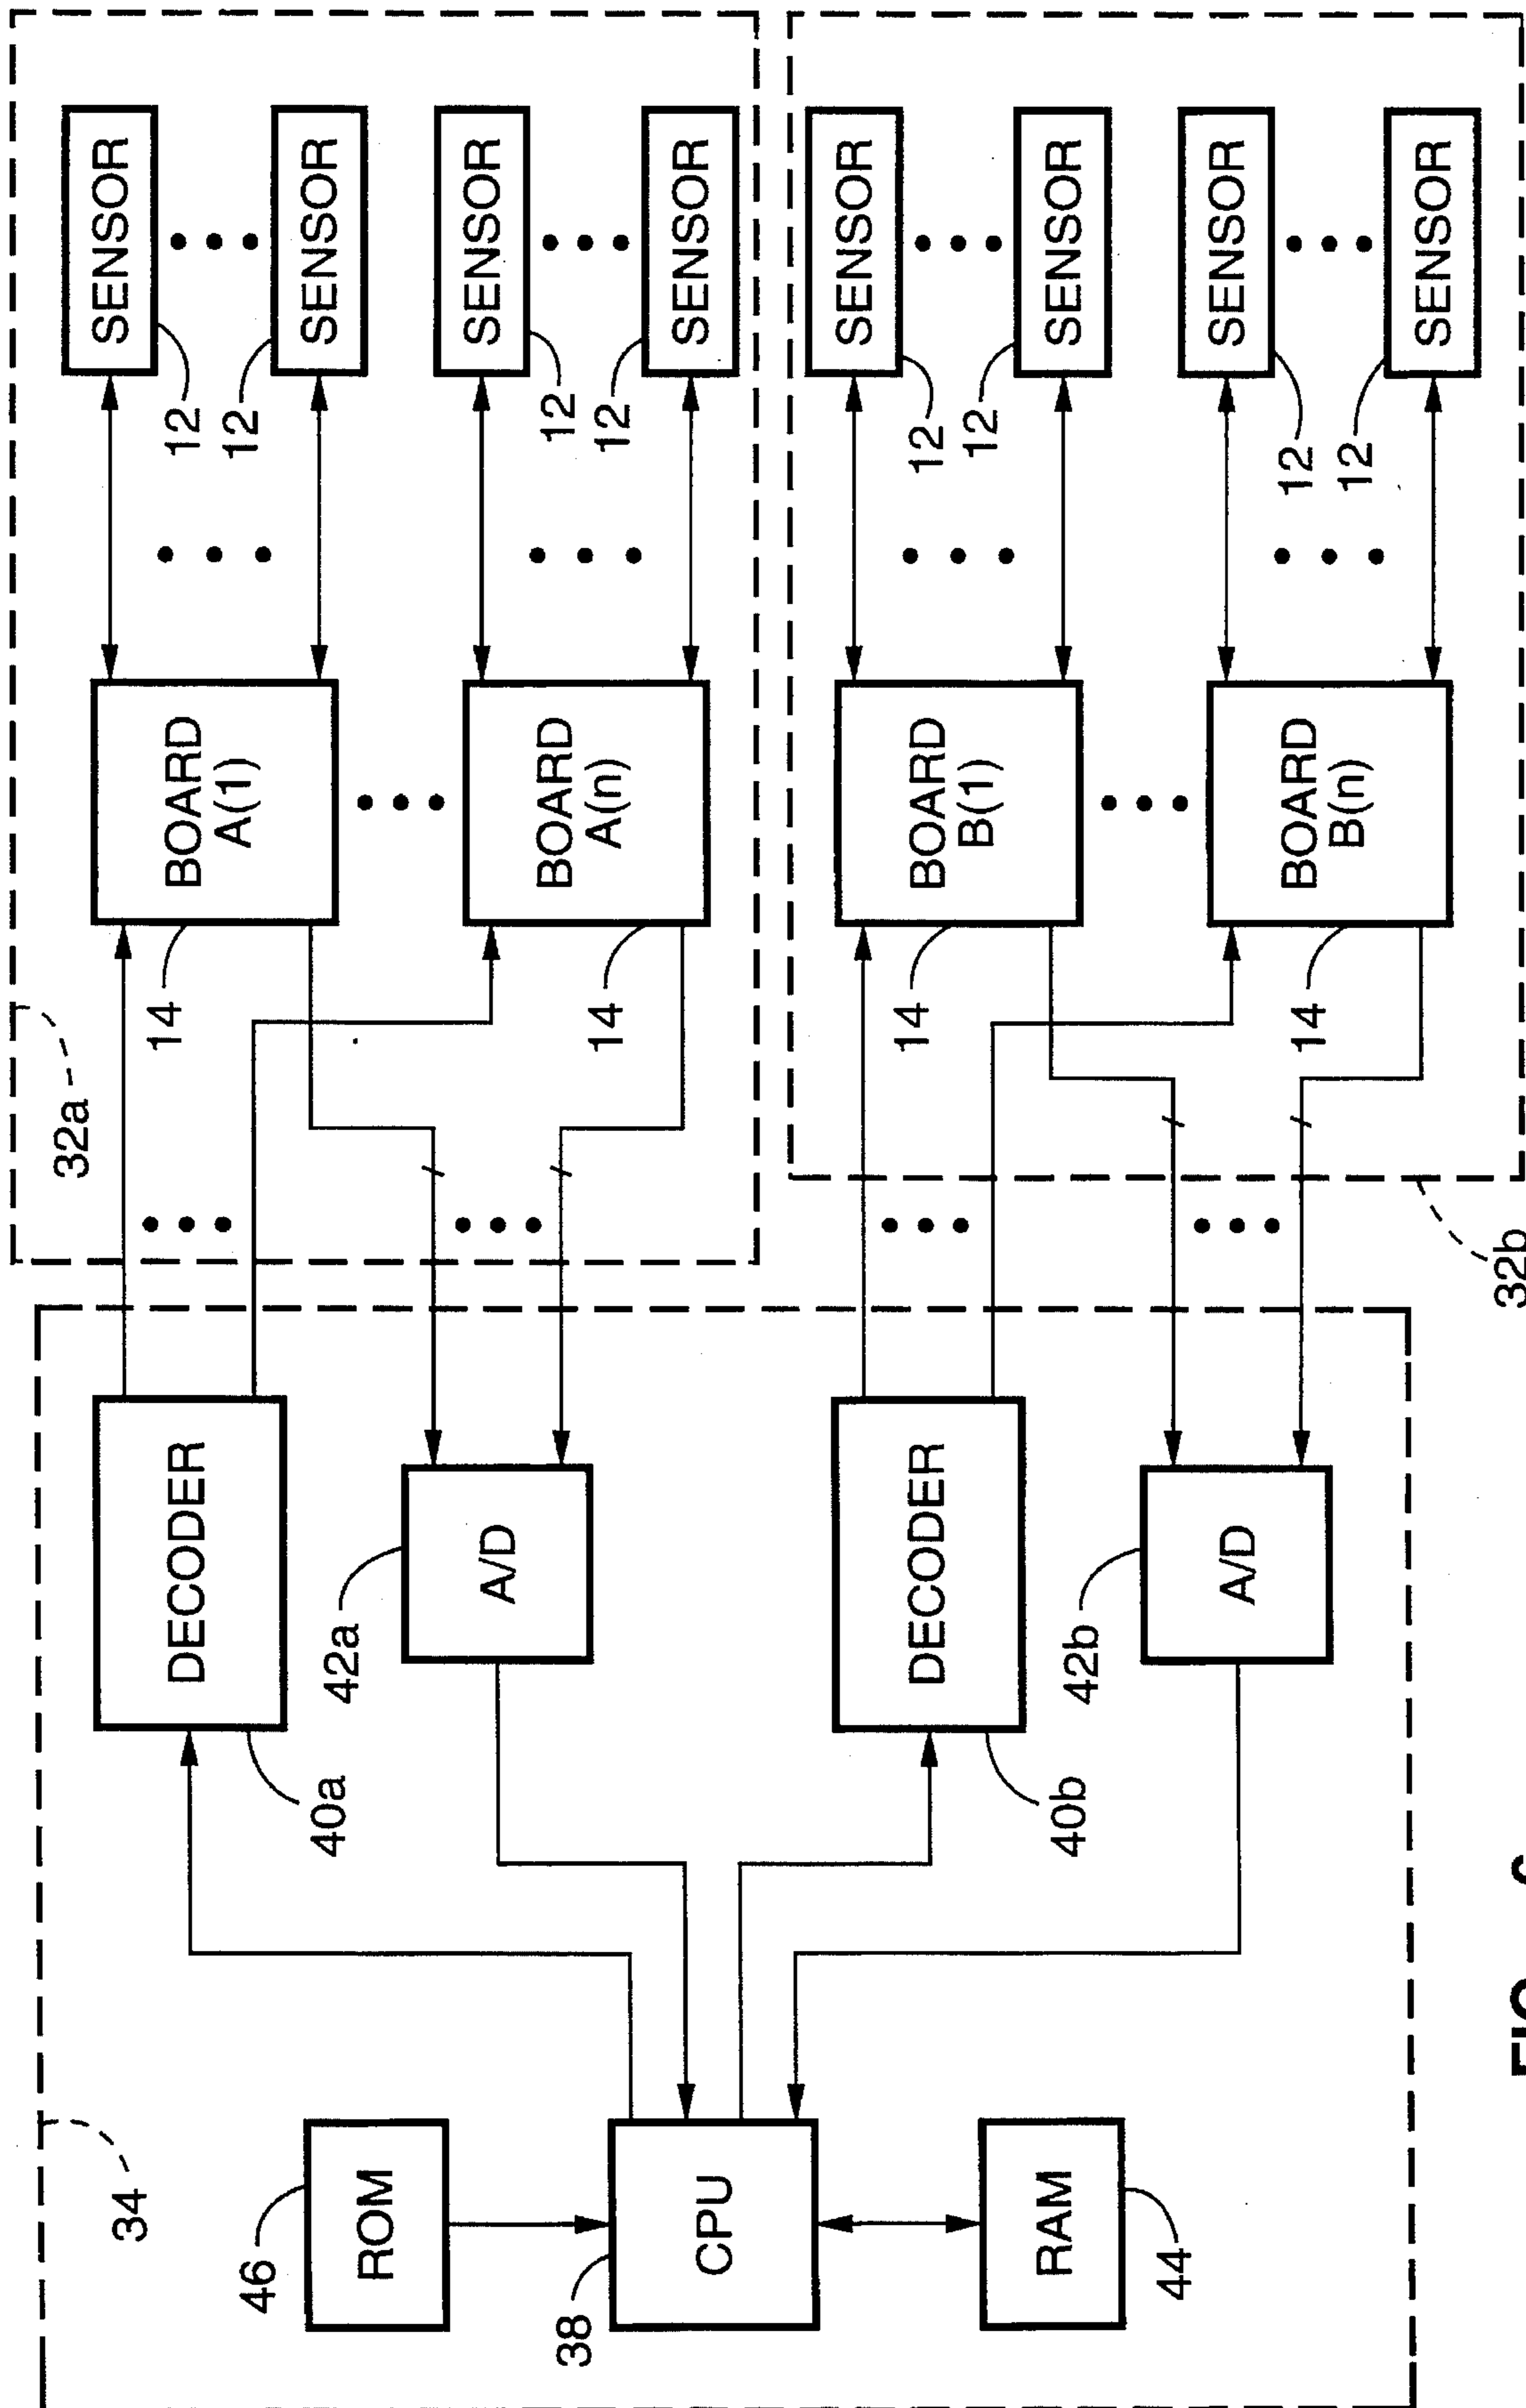 34
46
ROM
38
CPU
RAM
44
DECODER
40a
A/D
42a
DECODER
40b
A/D
42b
32a
BOARD
A(1)
14
BOARD
A(n)
14
SENSOR
12
SENSOR
12
SENSOR
12
SENSOR
12
32b
BOARD
B(1)
14
BOARD
B(n)
14
SENSOR
12
SENSOR
12
SENSOR
12
SENSOR
12
FIG.